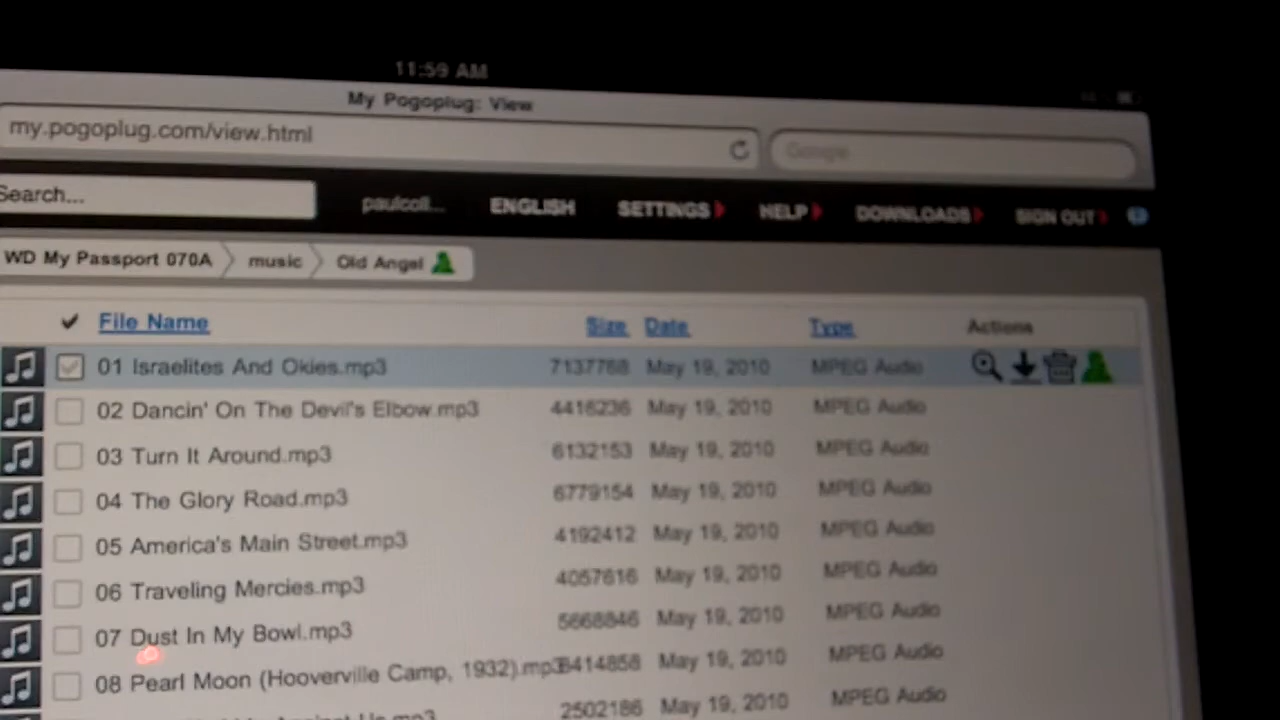 11:59 AM
My Pogoplug: View
my.pogoplug.com/view.html
Google
Search...
paulcoll... ENGLISH SETTINGS HELP DOWNLOADS SIGN OUT
WD My Passport 070A music Old Angel
File Name Size Date Type Actions
01 Israelites And Okies.mp3 7137768 May 19, 2010 MPEG Audio
02 Dancin' On The Devil's Elbow.mp3 4416236 May 19, 2010 MPEG Audio
03 Turn It Around.mp3 6132153 May 19, 2010 MPEG Audio
04 The Glory Road.mp3 6779154 May 19, 2010 MPEG Audio
05 America's Main Street.mp3 4192412 May 19, 2010 MPEG Audio
06 Traveling Mercies.mp3 4057616 May 19, 2010 MPEG Audio
07 Dust In My Bowl.mp3 5668846 May 19, 2010 MPEG Audio
08 Pearl Moon (Hooverville Camp, 1932).mp3 6414858 May 19, 2010 MPEG Audio
Us.mp3 2502186 May 19, 2010 MPEG Audio